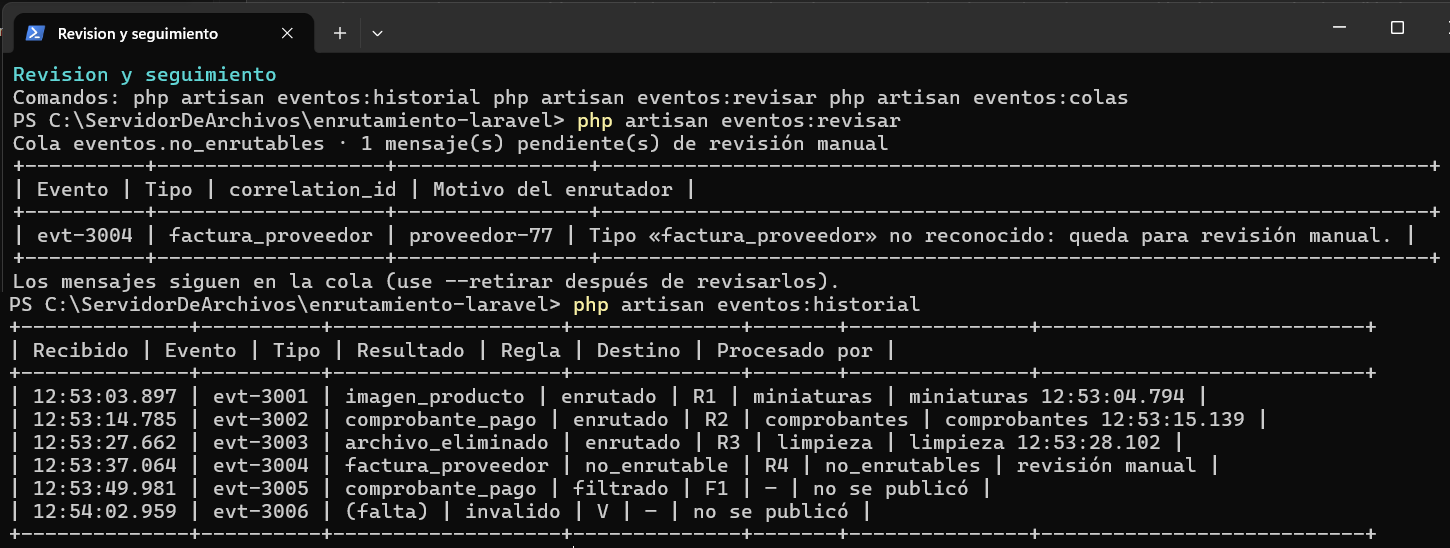 Revision y seguimiento
Revision y seguimiento
Comandos: php artisan eventos:historial php artisan eventos:revisar php artisan eventos:colas
PS C:\ServidorDeArchivos\enrutamiento-laravel> php artisan eventos:revisar
Cola eventos.no_enrutables · 1 mensaje(s) pendiente(s) de revisión manual
+----------+-------------------+----------------+---------------------------------------------------------------------+
| Evento | Tipo | correlation_id | Motivo del enrutador |
+----------+-------------------+----------------+---------------------------------------------------------------------+
| evt-3004 | factura_proveedor | proveedor-77 | Tipo «factura_proveedor» no reconocido: queda para revisión manual. |
+----------+-------------------+----------------+---------------------------------------------------------------------+
Los mensajes siguen en la cola (use --retirar después de revisarlos).
PS C:\ServidorDeArchivos\enrutamiento-laravel> php artisan eventos:historial
+--------------+----------+-------------------+--------------+-------+---------------+---------------------------+
| Recibido | Evento | Tipo | Resultado | Regla | Destino | Procesado por |
+--------------+----------+-------------------+--------------+-------+---------------+---------------------------+
| 12:53:03.897 | evt-3001 | imagen_producto | enrutado | R1 | miniaturas | miniaturas 12:53:04.794 |
| 12:53:14.785 | evt-3002 | comprobante_pago | enrutado | R2 | comprobantes | comprobantes 12:53:15.139 |
| 12:53:27.662 | evt-3003 | archivo_eliminado | enrutado | R3 | limpieza | limpieza 12:53:28.102 |
| 12:53:37.064 | evt-3004 | factura_proveedor | no_enrutable | R4 | no_enrutables | revisión manual |
| 12:53:49.981 | evt-3005 | comprobante_pago | filtrado | F1 | — | no se publicó |
| 12:54:02.959 | evt-3006 | (falta) | invalido | V | — | no se publicó |
+--------------+----------+-------------------+--------------+-------+---------------+---------------------------+